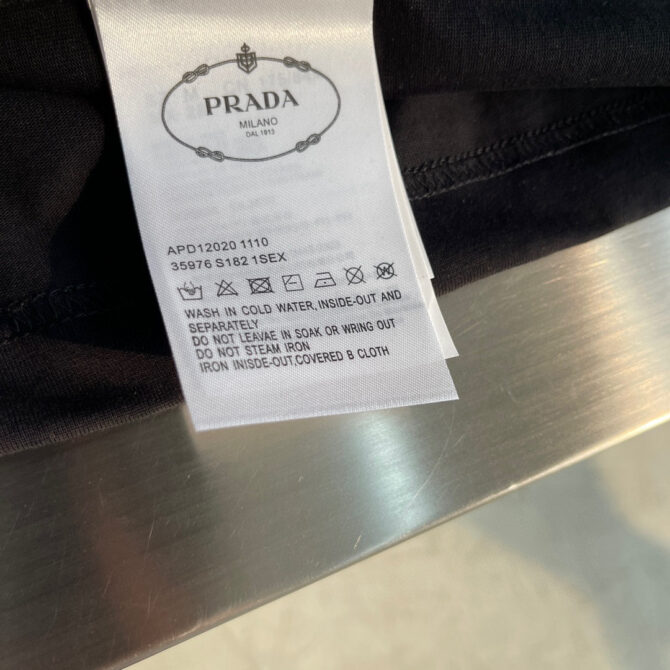 PRADA
MILANO
DAL 1913
APD12020 1110
35976 S182 1SEX
WASH IN COLD WATER, INSIDE-OUT AND
SEPARATELY
DO NOT LEAVAE IN SOAK OR WRING OUT
DO NOT STEAM IRON
IRON INISDE-OUT,COVERED B CLOTH